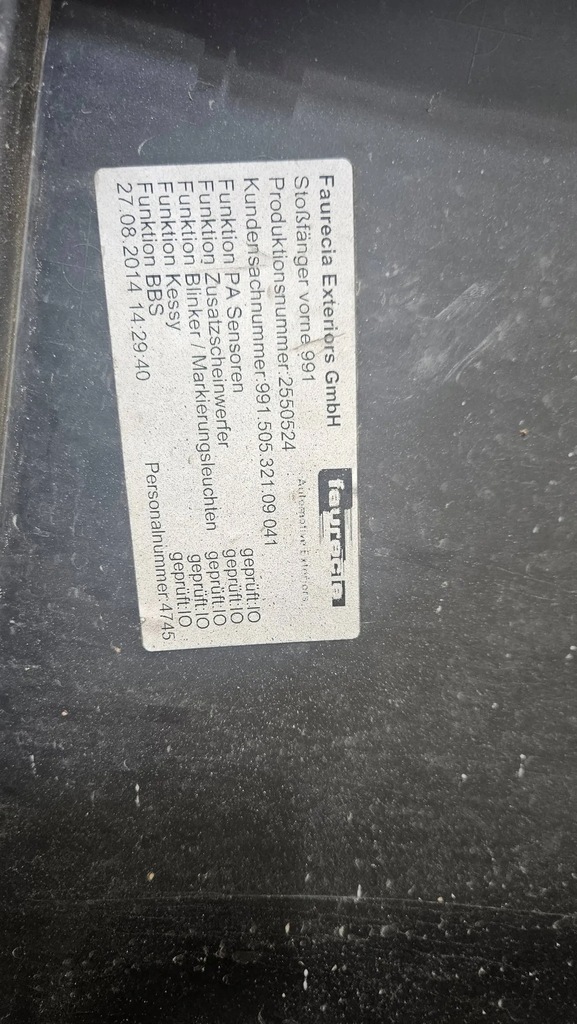 Faurecia Exteriors GmbH
faurecia
Automotive Exteriors
Stoßfänger vorne 991
Produktionsnummer:2550524
Kundensachnummer:991.505.321.09 041
Funktion PA Sensoren geprüft:IO
Funktion Zusatzscheinwerfer geprüft:IO
Funktion Blinker / Markierungsleuchten geprüft:IO
Funktion Kessy geprüft:IO
Funktion BBS geprüft:IO
27.08.2014 14:29:40 Personalnummer:4745